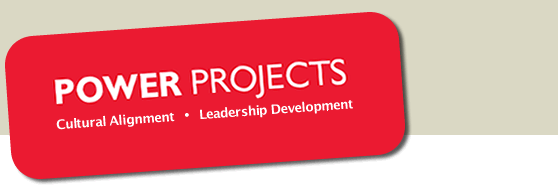 POWER PROJECTS
Cultural Alignment • Leadership Development